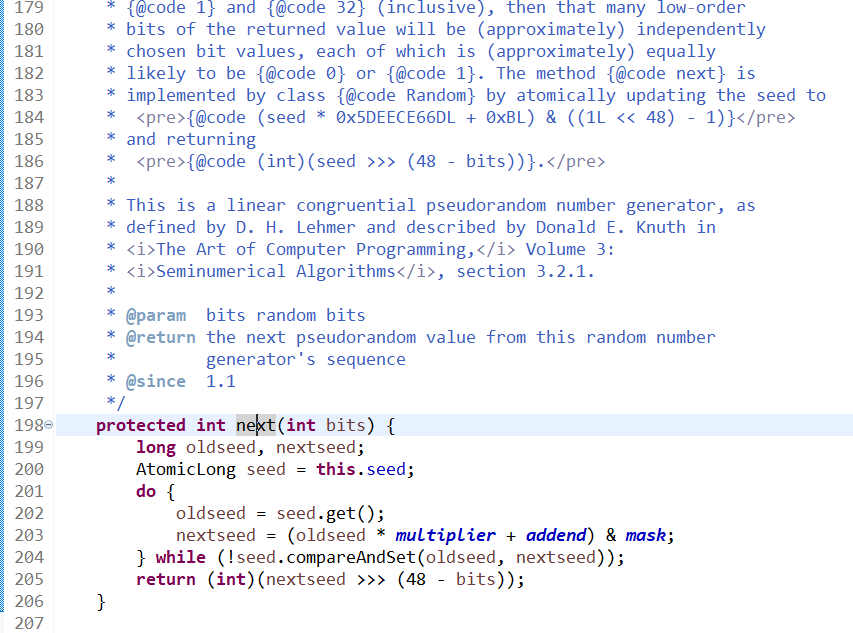 179 * {@code 1} and {@code 32} (inclusive), then that many low-order
180 * bits of the returned value will be (approximately) independently
181 * chosen bit values, each of which is (approximately) equally
182 * likely to be {@code 0} or {@code 1}. The method {@code next} is
183 * implemented by class {@code Random} by atomically updating the seed to
184 *  <pre>{@code (seed * 0x5DEECE66DL + 0xBL) & ((1L << 48) - 1)}</pre>
185 * and returning
186 *  <pre>{@code (int)(seed >>> (48 - bits))}.</pre>
187 *
188 * This is a linear congruential pseudorandom number generator, as
189 * defined by D. H. Lehmer and described by Donald E. Knuth in
190 * <i>The Art of Computer Programming,</i> Volume 3:
191 * <i>Seminumerical Algorithms</i>, section 3.2.1.
192 *
193 * @param  bits random bits
194 * @return the next pseudorandom value from this random number
195 *         generator's sequence
196 * @since  1.1
197 */
198 protected int next(int bits) {
199 long oldseed, nextseed;
200 AtomicLong seed = this.seed;
201 do {
202 oldseed = seed.get();
203 nextseed = (oldseed * multiplier + addend) & mask;
204 } while (!seed.compareAndSet(oldseed, nextseed));
205 return (int)(nextseed >>> (48 - bits));
206 }
207